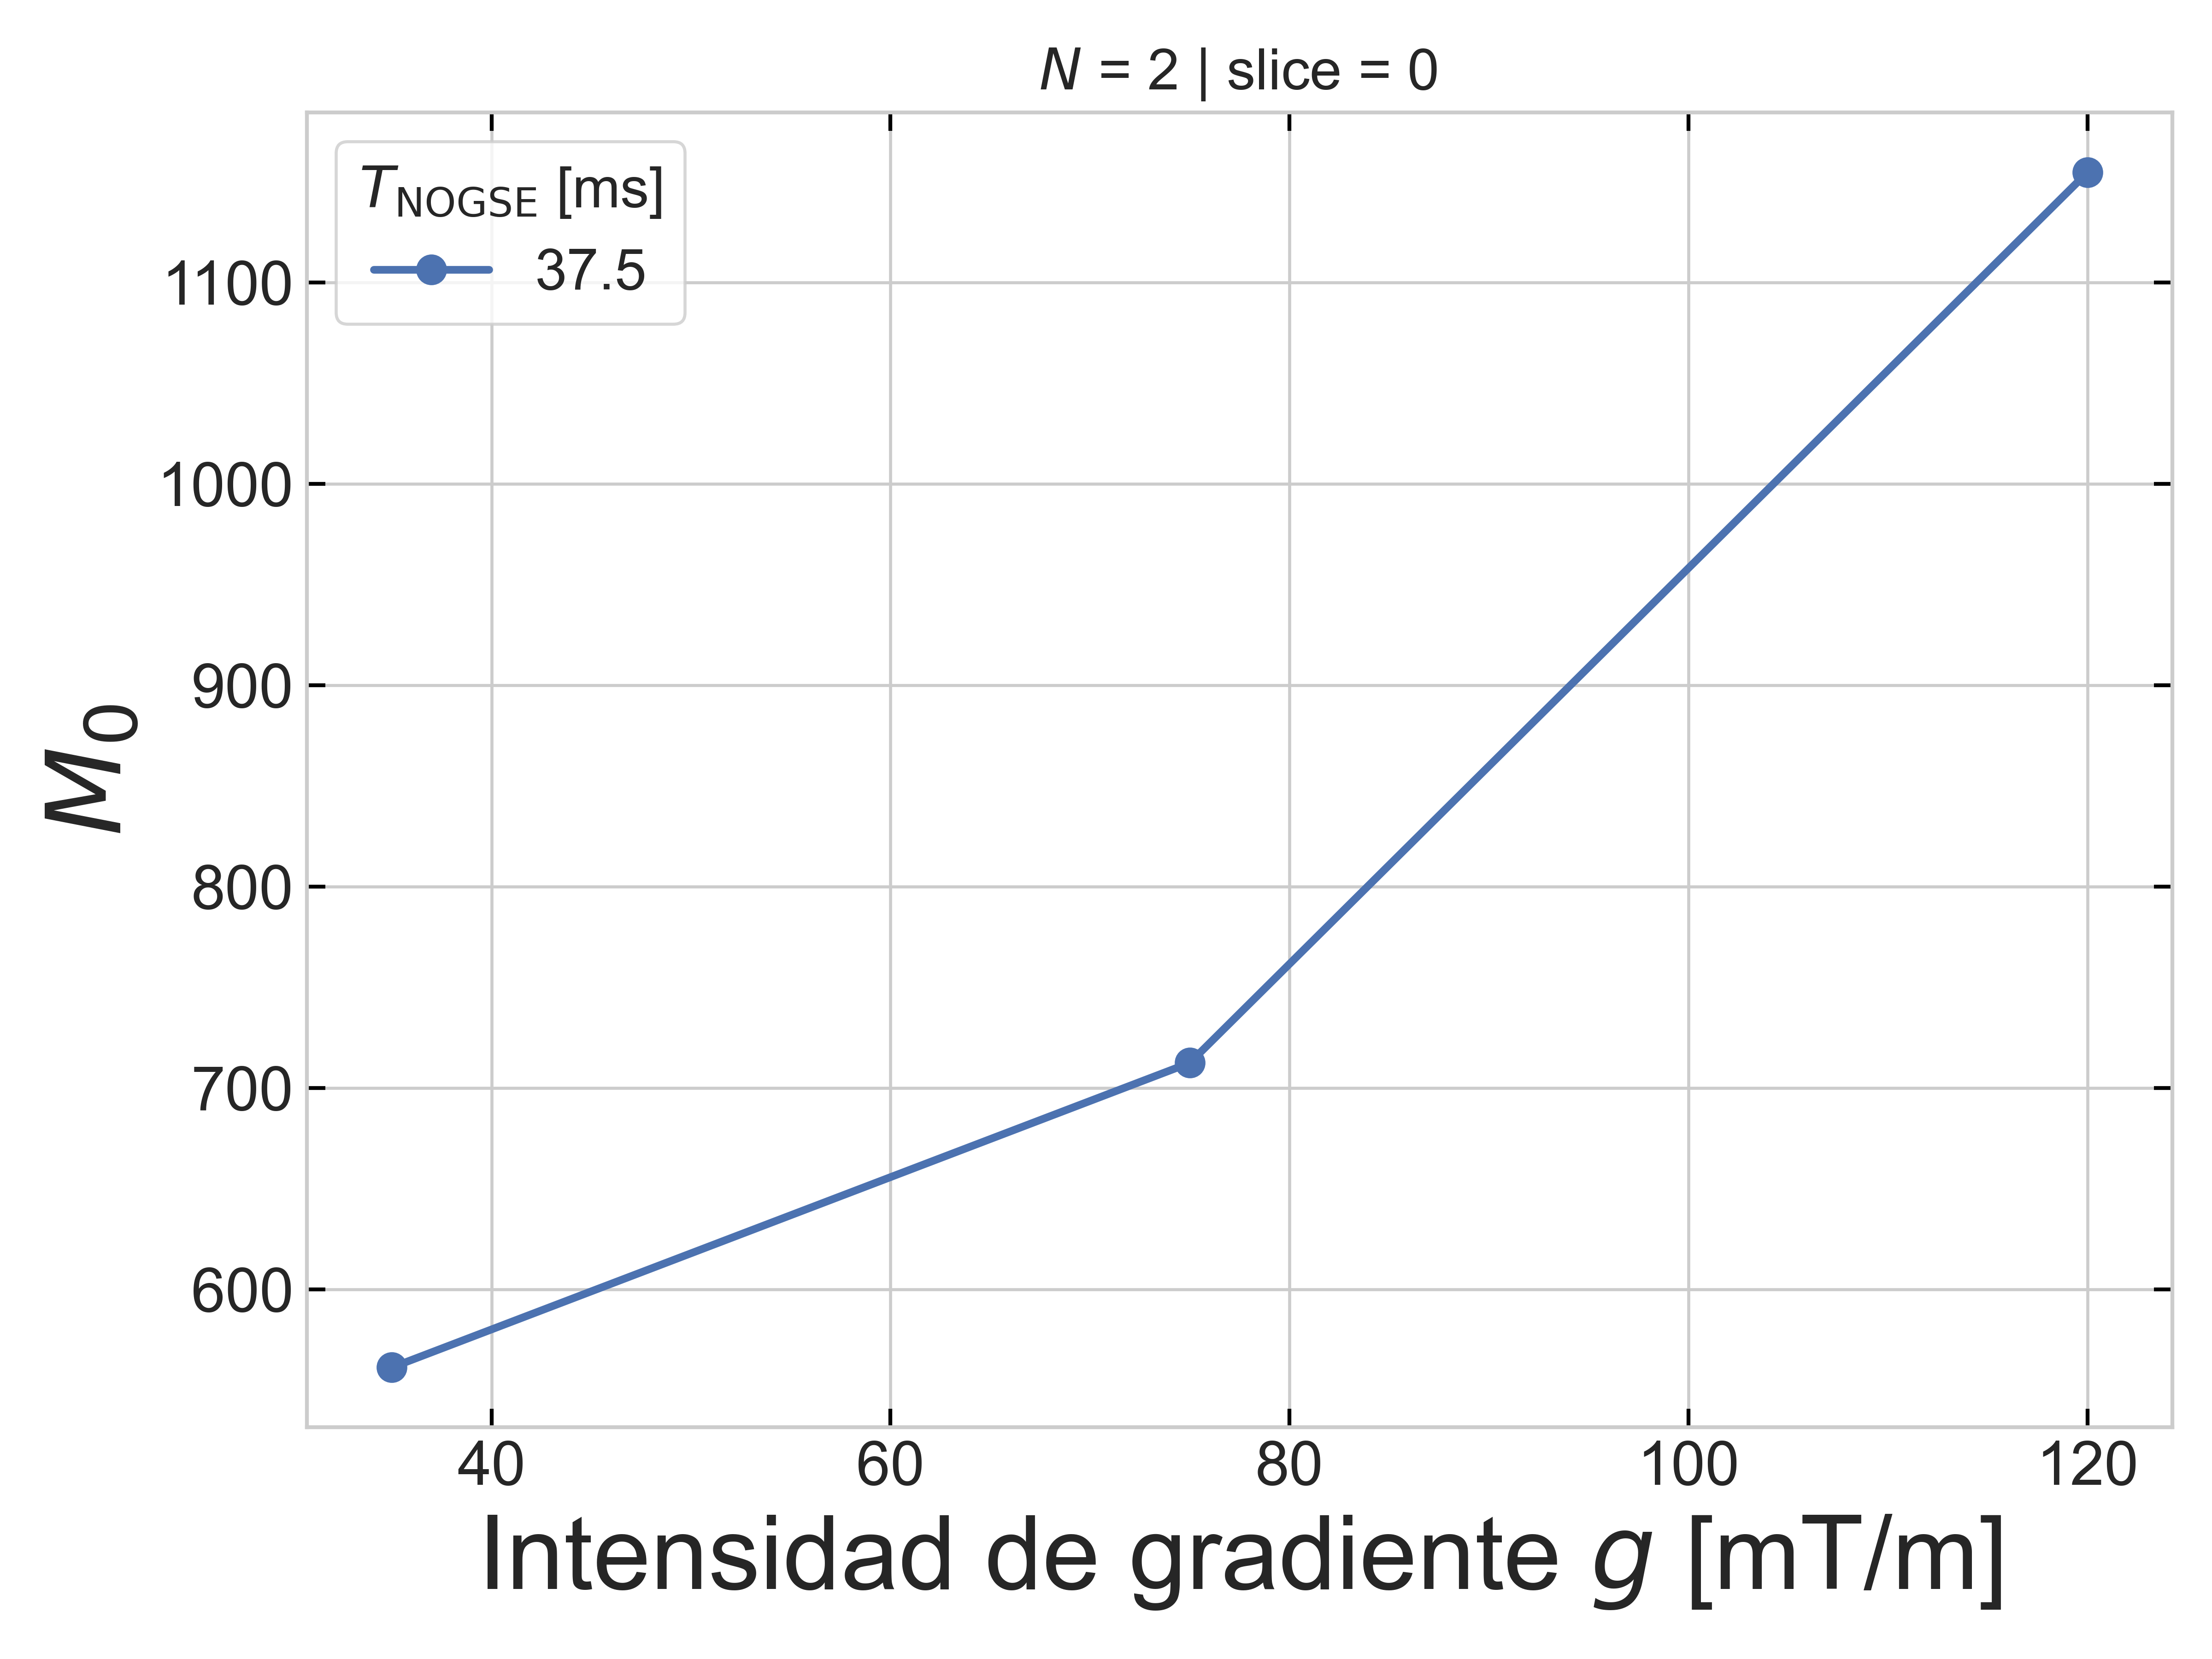 N = 2 | slice = 0
T_NOGSE [ms]
37.5
M_0
1100
1000
900
800
700
600
40 60 80 100 120
Intensidad de gradiente g [mT/m]